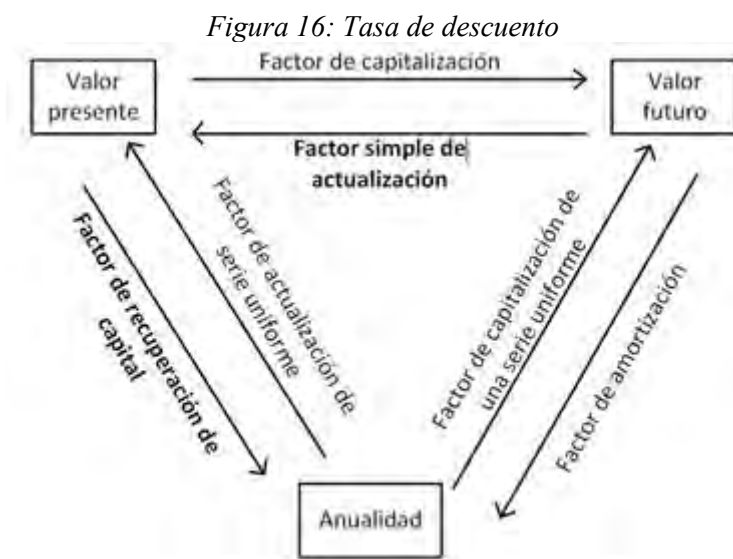 Figura 16: Tasa de descuento
Factor de capitalización
Valor
presente
Valor
futuro
Factor simple de
actualización
Factor de recuperación de
capital
Factor de actualización de
serie uniforme
Factor de capitalización de
una serie uniforme
Factor de amortización
Anualidad